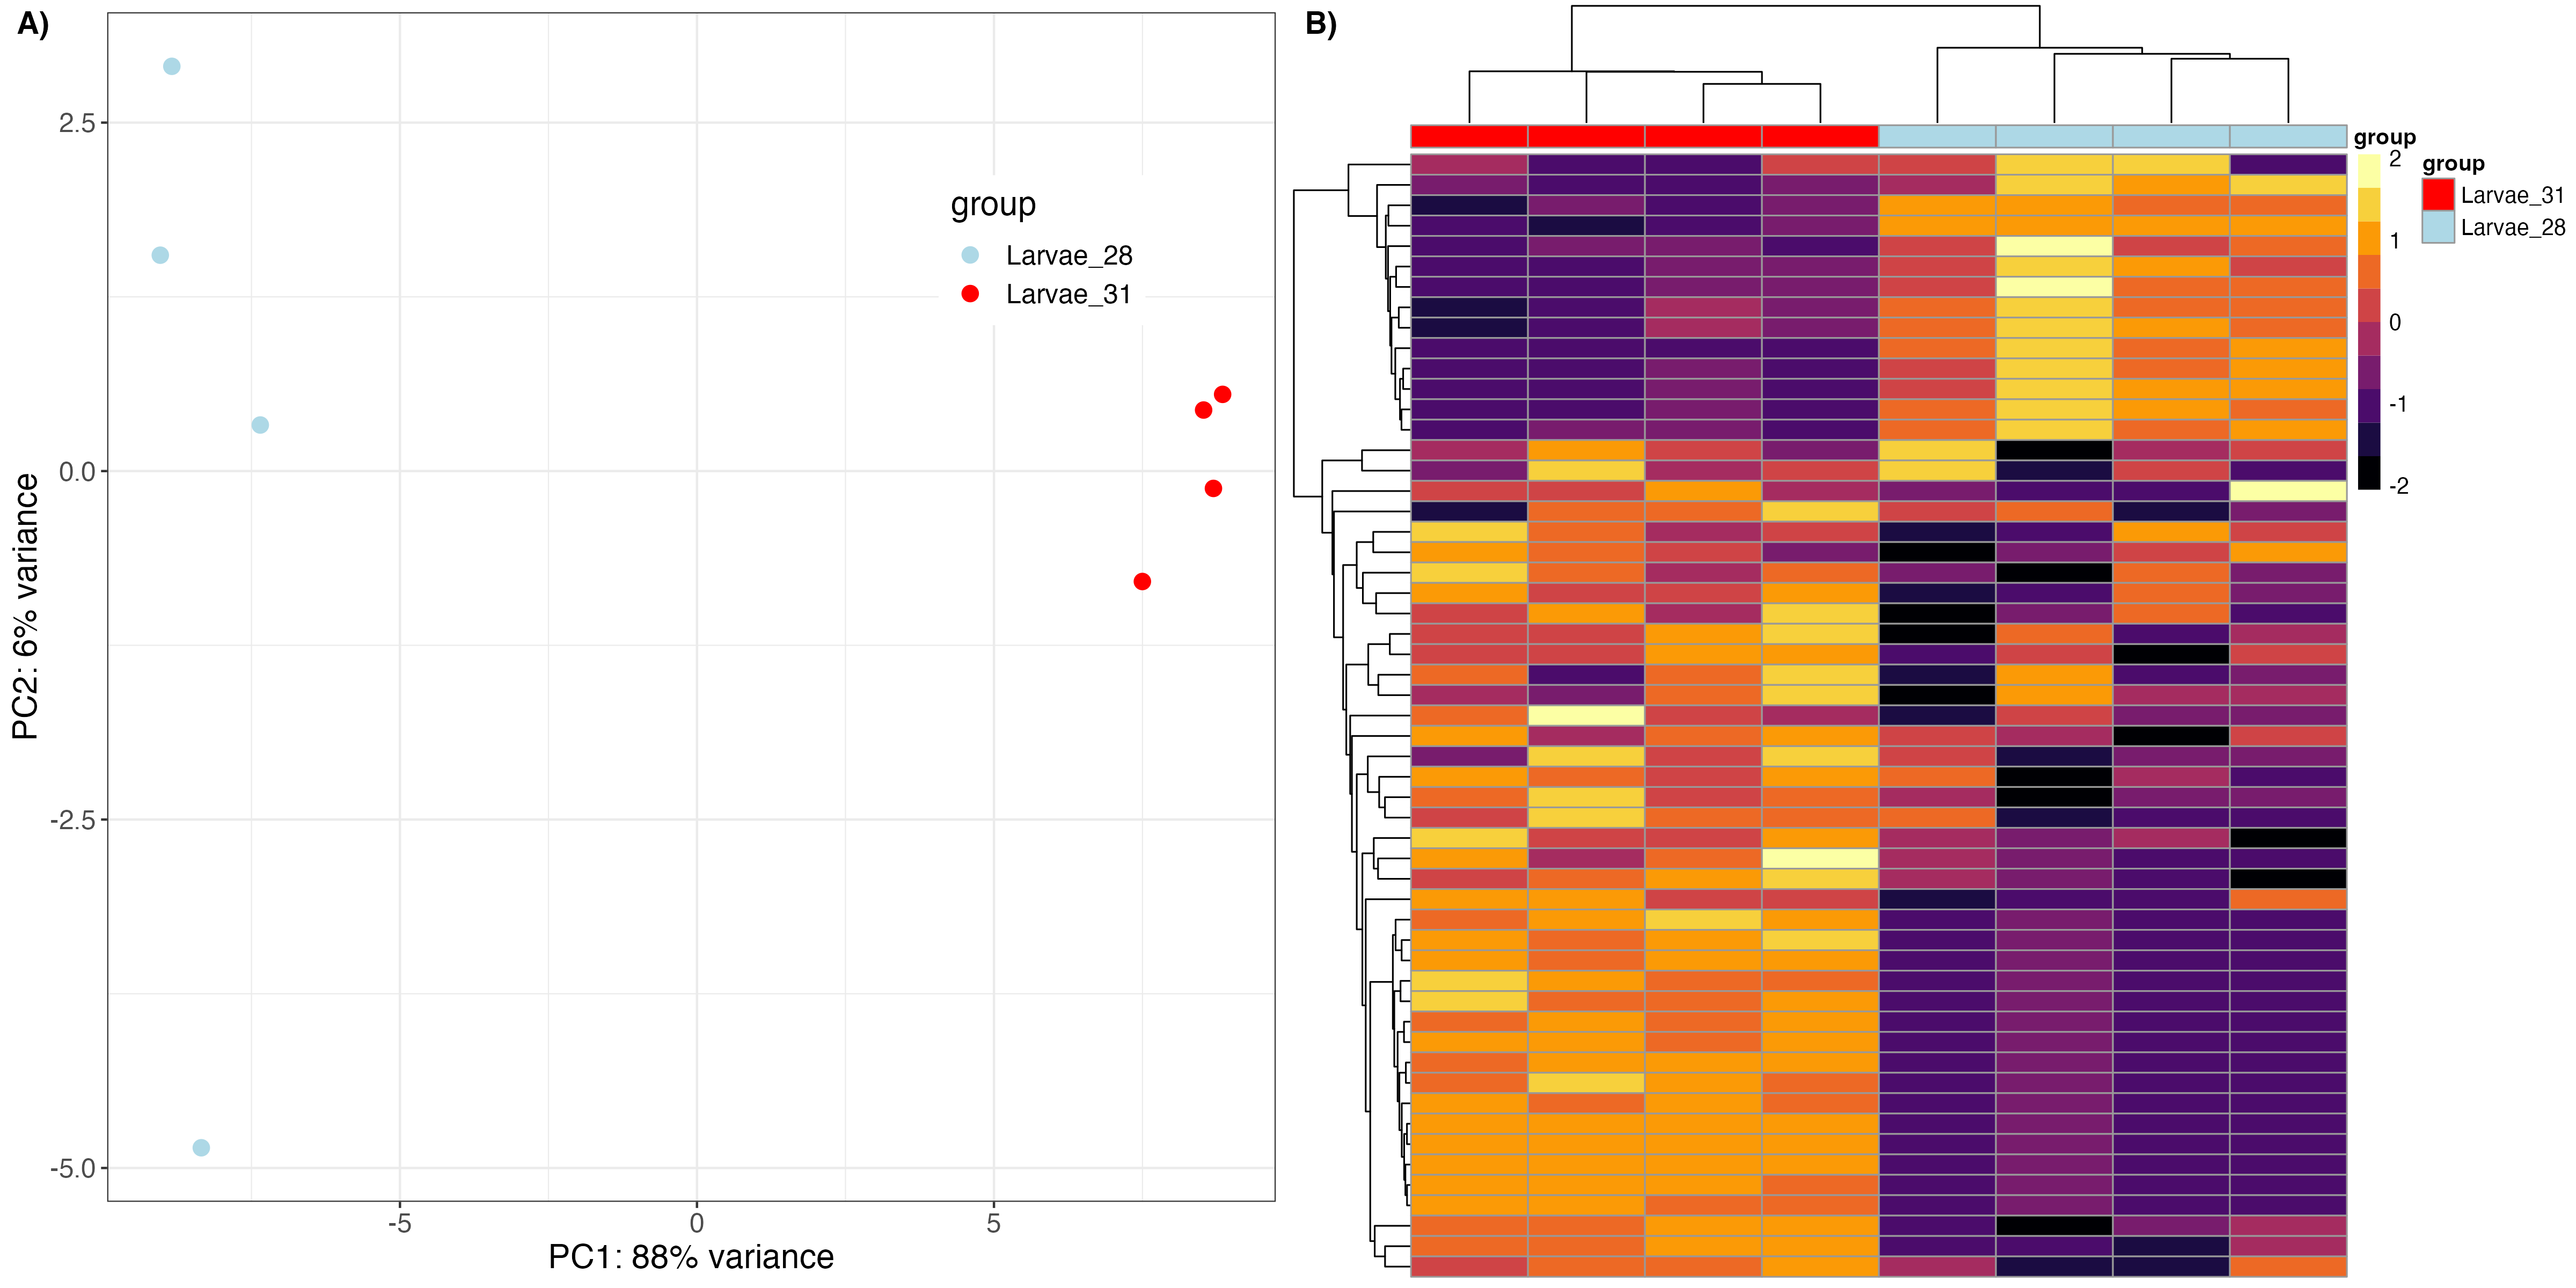 A)
2.5
0.0
-2.5
-5.0
PC2: 6% variance
group
Larvae_28
Larvae_31
-5
0
5
PC1: 88% variance
B)
group
2
1
0
-1
-2
group
Larvae_31
Larvae_28